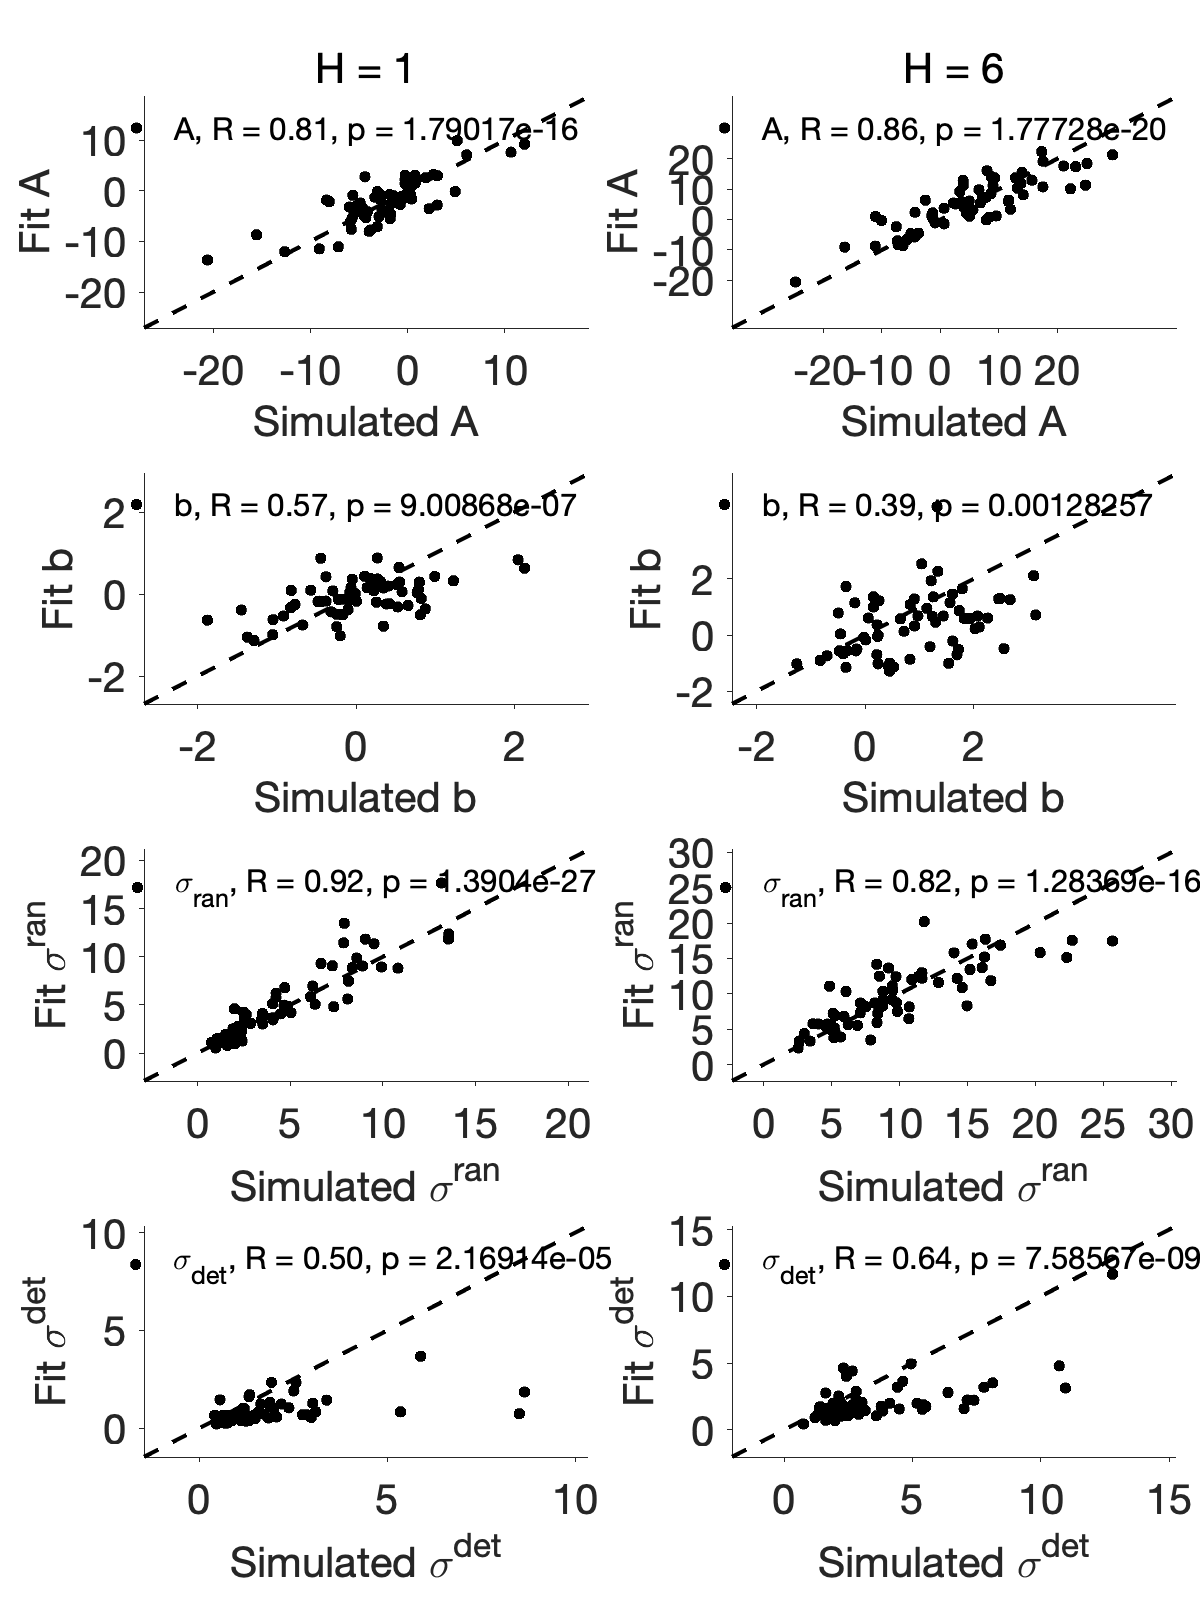 H = 1
H = 6
A, R = 0.81, p = 1.79017e-16
A, R = 0.86, p = 1.77728e-20
Fit A
10
0
-10
-20
Fit A
20
10
0
-10
-20
-20 -10 0 10
-20 -10 0 10 20
Simulated A
Simulated A
b, R = 0.57, p = 9.00868e-07
b, R = 0.39, p = 0.00128257
Fit b
2
0
-2
Fit b
2
0
-2
-2 0 2
-2 0 2
Simulated b
Simulated b
σran, R = 0.92, p = 1.3904e-27
σran, R = 0.82, p = 1.28369e-16
Fit σran
20
15
10
5
0
Fit σran
30
25
20
15
10
5
0
0 5 10 15 20
0 5 10 15 20 25 30
Simulated σran
Simulated σran
σdet, R = 0.50, p = 2.16914e-05
σdet, R = 0.64, p = 7.58567e-09
Fit σdet
10
5
0
Fit σdet
15
10
5
0
0 5 10
0 5 10 15
Simulated σdet
Simulated σdet